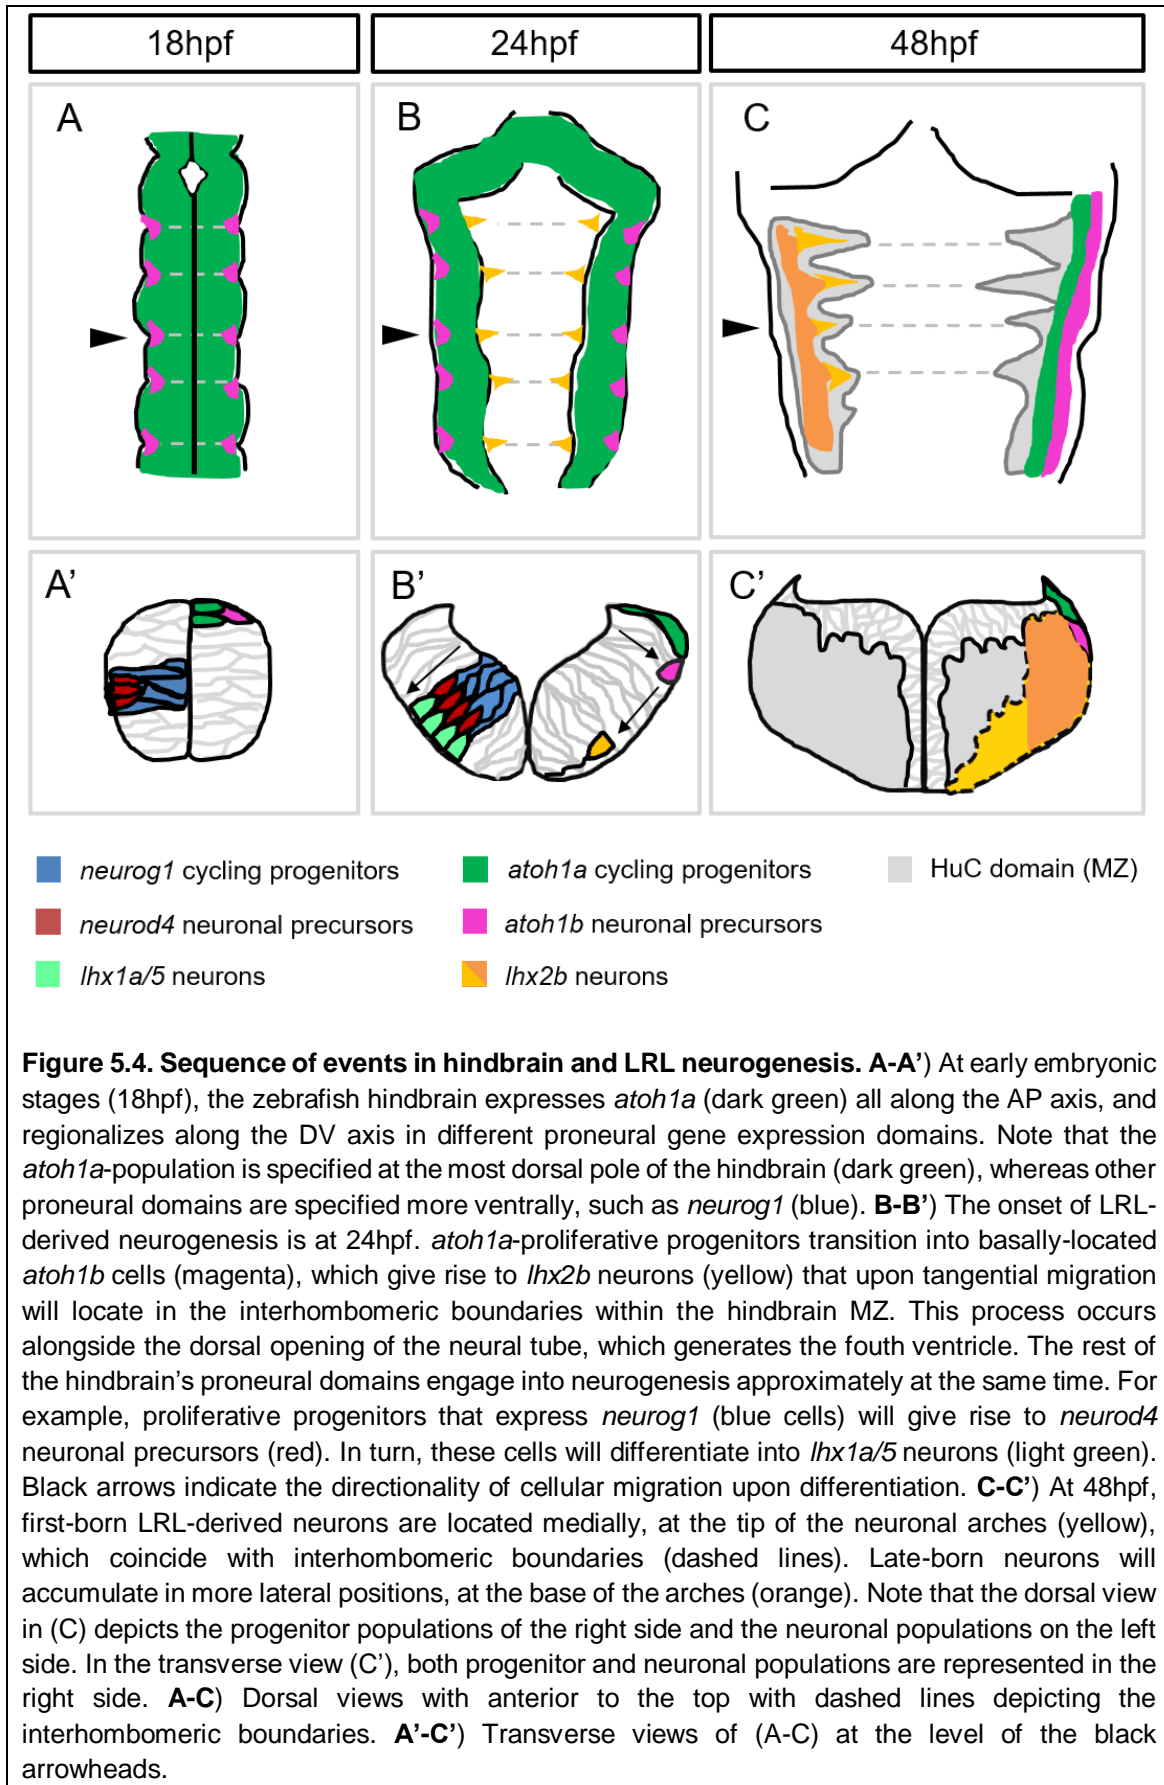 18hpf 24hpf 48hpf
A B C
A' B' C'
neurog1 cycling progenitors atoh1a cycling progenitors HuC domain (MZ)
neurod4 neuronal precursors atoh1b neuronal precursors
lhx1a/5 neurons lhx2b neurons
Figure 5.4. Sequence of events in hindbrain and LRL neurogenesis. A-A’) At early embryonic
stages (18hpf), the zebrafish hindbrain expresses atoh1a (dark green) all along the AP axis, and
regionalizes along the DV axis in different proneural gene expression domains. Note that the
atoh1a-population is specified at the most dorsal pole of the hindbrain (dark green), whereas other
proneural domains are specified more ventrally, such as neurog1 (blue). B-B’) The onset of LRL-
derived neurogenesis is at 24hpf. atoh1a-proliferative progenitors transition into basally-located
atoh1b cells (magenta), which give rise to lhx2b neurons (yellow) that upon tangential migration
will locate in the interhombomeric boundaries within the hindbrain MZ. This process occurs
alongside the dorsal opening of the neural tube, which generates the fouth ventricle. The rest of
the hindbrain’s proneural domains engage into neurogenesis approximately at the same time. For
example, proliferative progenitors that express neurog1 (blue cells) will give rise to neurod4
neuronal precursors (red). In turn, these cells will differentiate into lhx1a/5 neurons (light green).
Black arrows indicate the directionality of cellular migration upon differentiation. C-C’) At 48hpf,
first-born LRL-derived neurons are located medially, at the tip of the neuronal arches (yellow),
which coincide with interhombomeric boundaries (dashed lines). Late-born neurons will
accumulate in more lateral positions, at the base of the arches (orange). Note that the dorsal view
in (C) depicts the progenitor populations of the right side and the neuronal populations on the left
side. In the transverse view (C’), both progenitor and neuronal populations are represented in the
right side. A-C) Dorsal views with anterior to the top with dashed lines depicting the
interhombomeric boundaries. A’-C’) Transverse views of (A-C) at the level of the black
arrowheads.